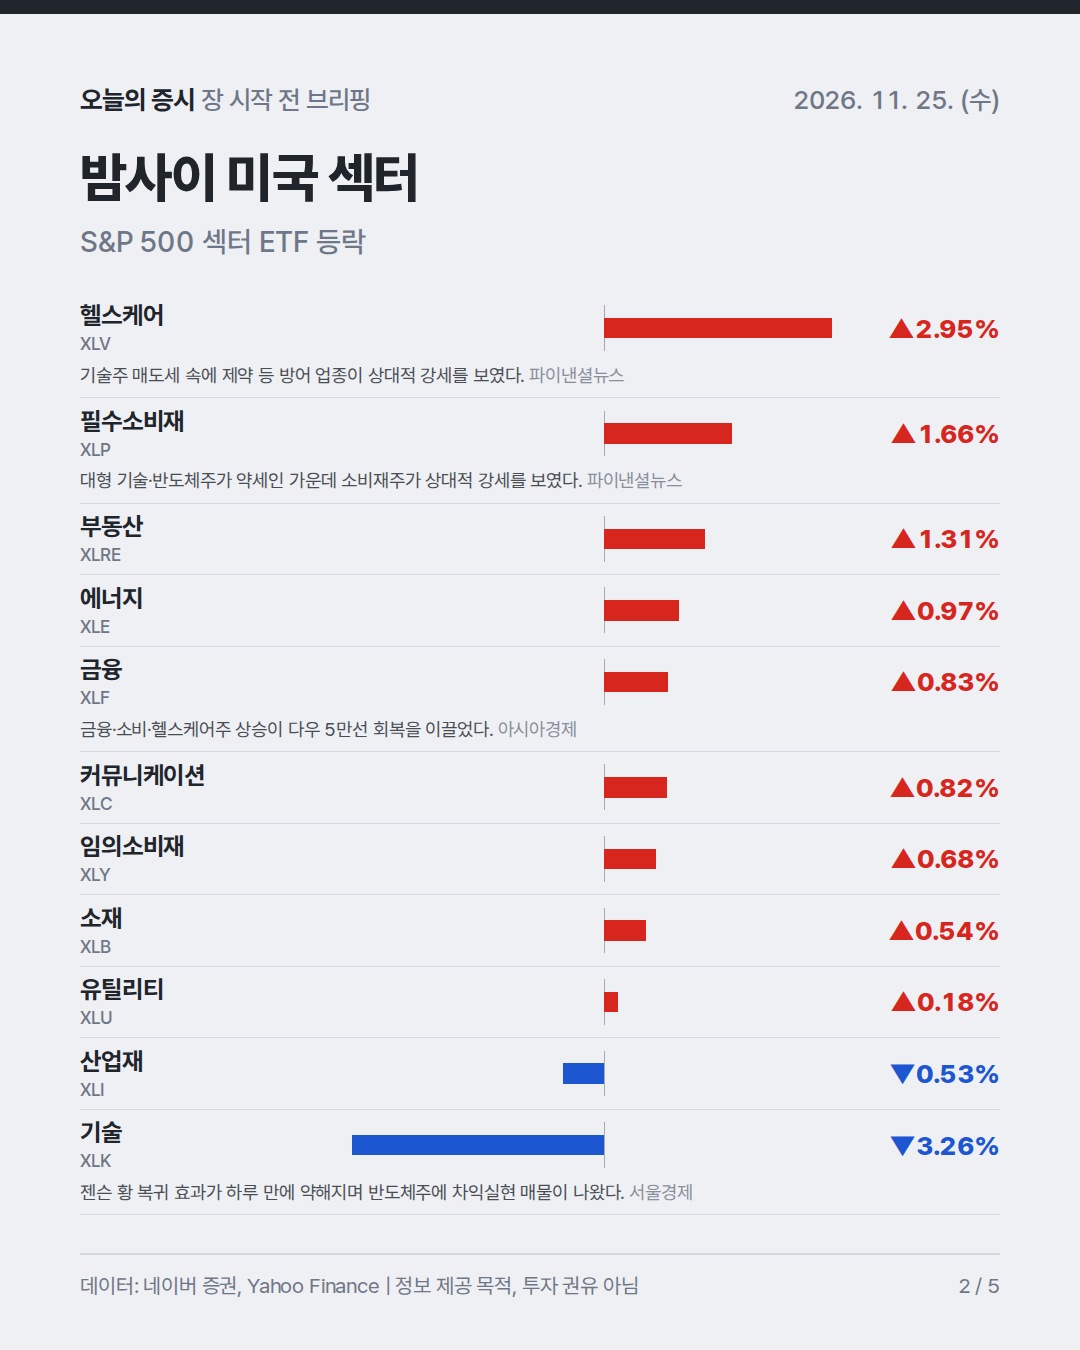 오늘의 증시 장 시작 전 브리핑
2026. 11. 25. (수)
밤사이 미국 섹터
S&P 500 섹터 ETF 등락
헬스케어
XLV
▲2.95%
기술주 매도세 속에 제약 등 방어 업종이 상대적 강세를 보였다. 파이낸셜뉴스
필수소비재
XLP
▲1.66%
대형 기술·반도체주가 약세인 가운데 소비재주가 상대적 강세를 보였다. 파이낸셜뉴스
부동산
XLRE
▲1.31%
에너지
XLE
▲0.97%
금융
XLF
▲0.83%
금융·소비·헬스케어주 상승이 다우 5만선 회복을 이끌었다. 아시아경제
커뮤니케이션
XLC
▲0.82%
임의소비재
XLY
▲0.68%
소재
XLB
▲0.54%
유틸리티
XLU
▲0.18%
산업재
XLI
▼0.53%
기술
XLK
▼3.26%
젠슨 황 복귀 효과가 하루 만에 약해지며 반도체주에 차익실현 매물이 나왔다. 서울경제
데이터: 네이버 증권, Yahoo Finance | 정보 제공 목적, 투자 권유 아님
2 / 5